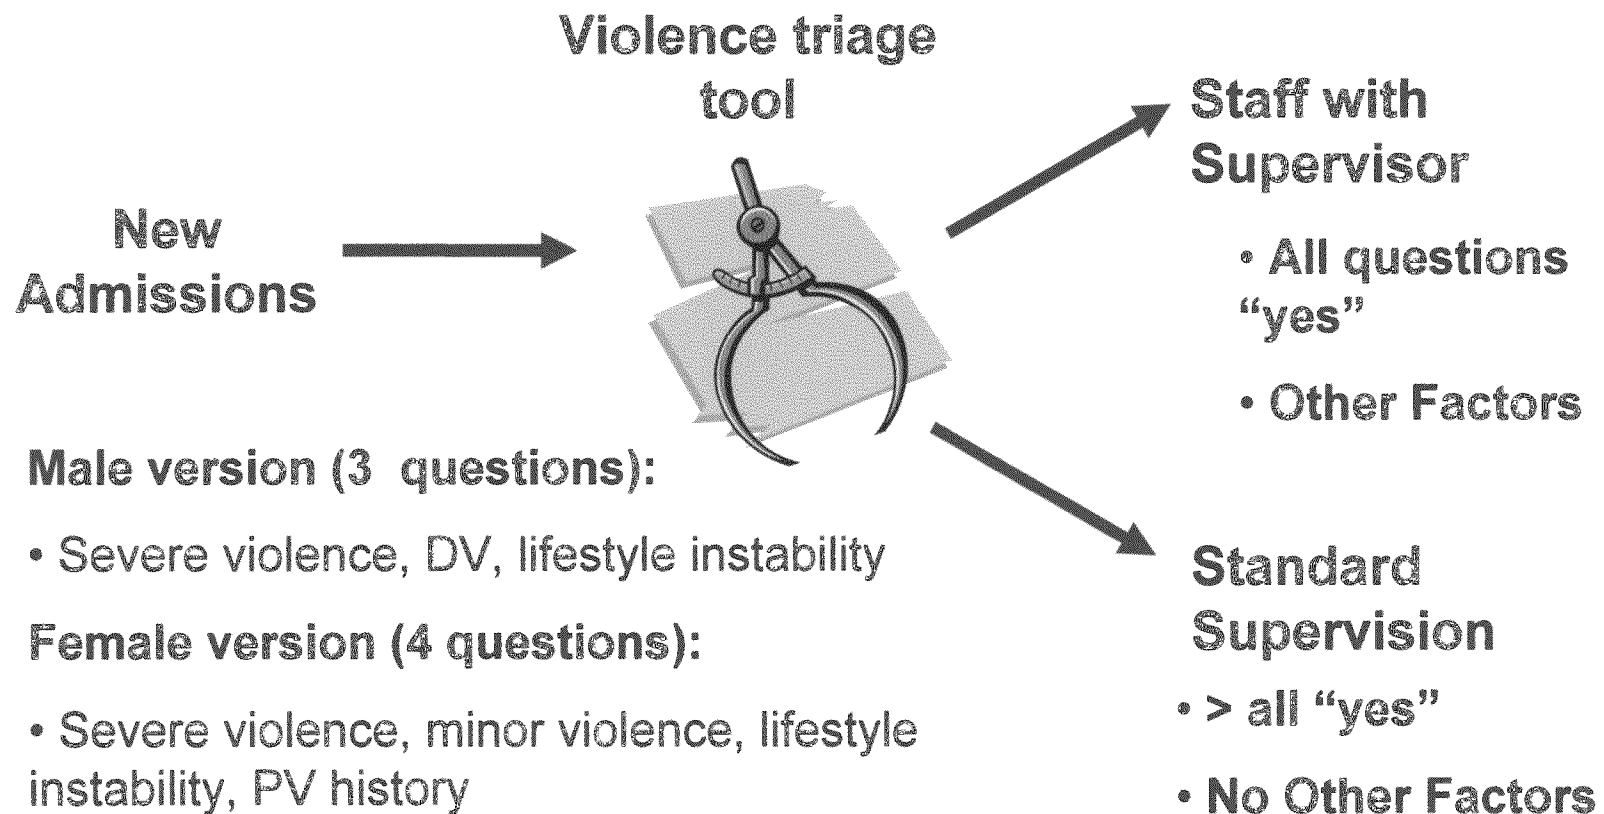 Violence triage
tool
New
Admissions
Staff with
Supervisor
• All questions
“yes”
• Other Factors
Male version (3 questions):
• Severe violence, DV, lifestyle instability
Female version (4 questions):
• Severe violence, minor violence, lifestyle
instability, PV history
Standard
Supervision
• > all “yes”
• No Other Factors